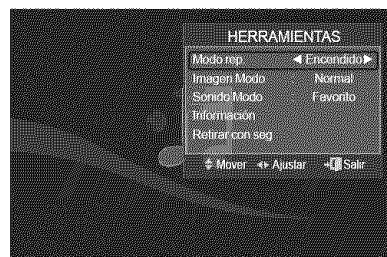 HERRAMIENTAS
Modo rep. ◀ Encendido ▶
Imagen Modo : Normal
Sonido Modo : Favorito
Información
Retirar con seg
Mover Ajustar Salir